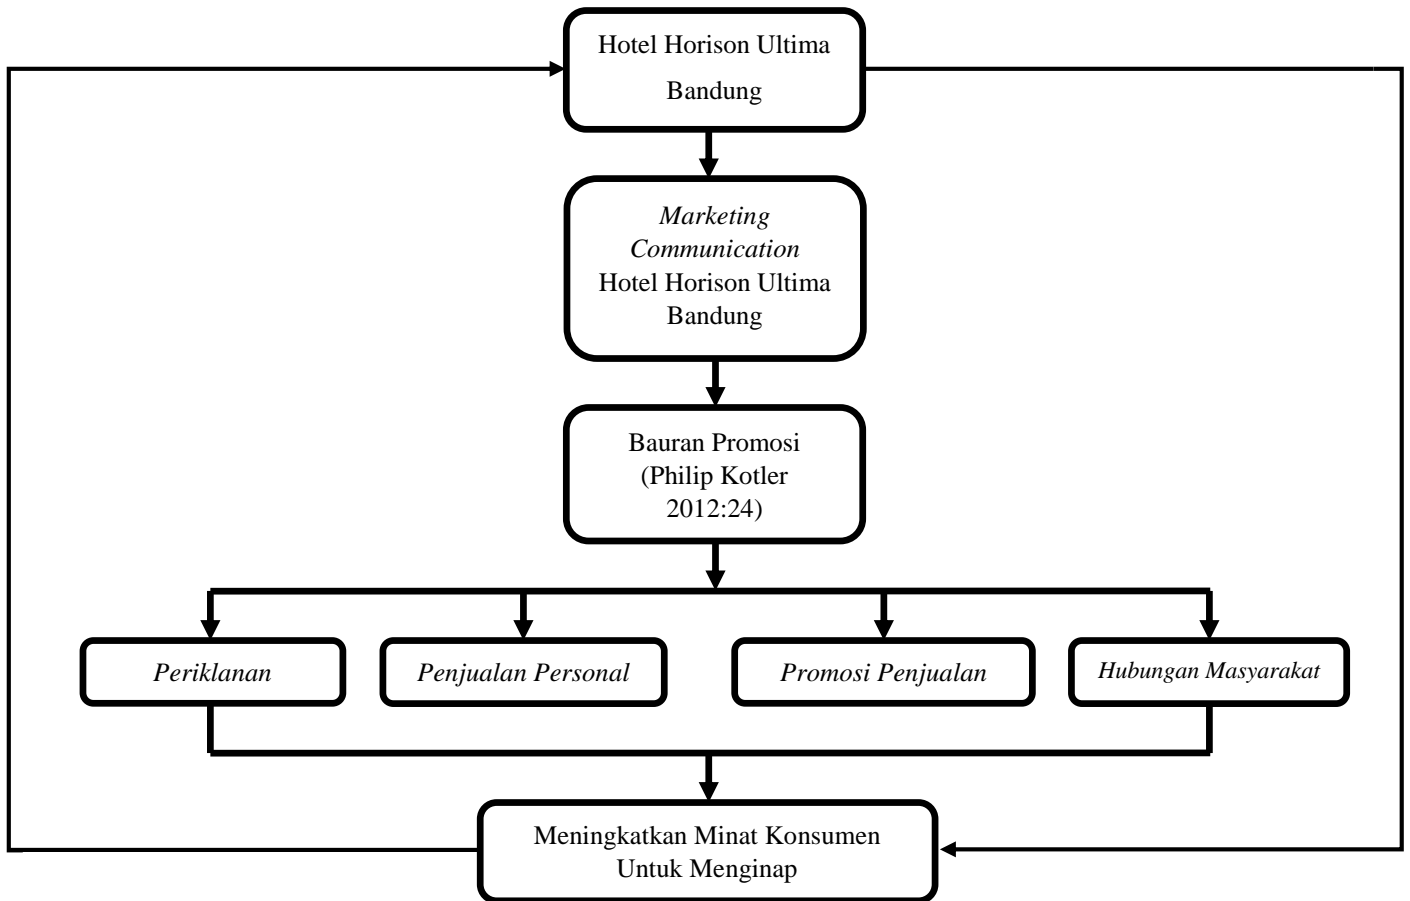 Hotel Horison Ultima
Bandung
Marketing
Communication
Hotel Horison Ultima
Bandung
Bauran Promosi
(Philip Kotler
2012:24)
Periklanan
Penjualan Personal
Promosi Penjualan
Hubungan Masyarakat
Meningkatkan Minat Konsumen
Untuk Menginap